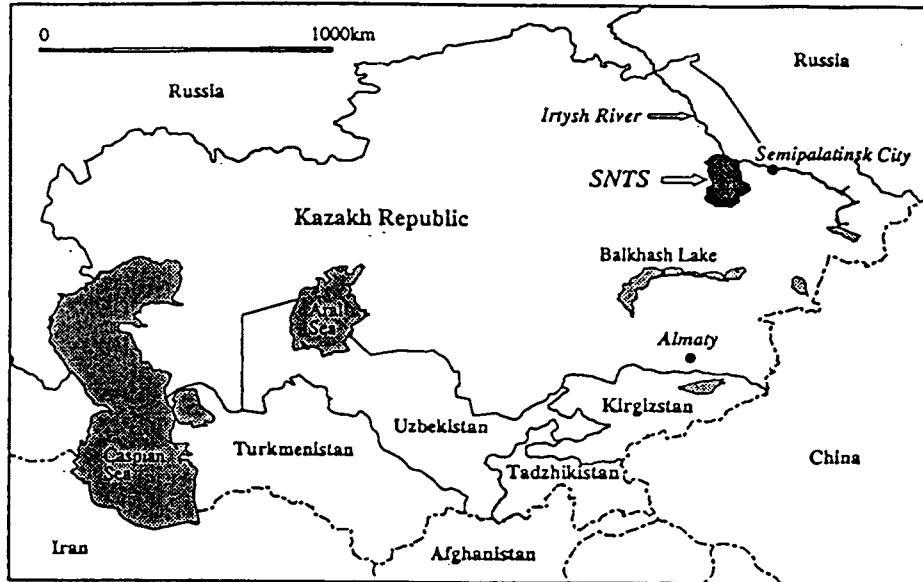 0 1000km
Russia
Russia
Irtysh River
Semipalatinsk City
SNTS
Kazakh Republic
Balkhash Lake
Aral
Sea
Almaty
Kirgizstan
Uzbekistan
Turkmenistan
Tadzhikistan
China
Caspian
Sea
Iran
Afghanistan